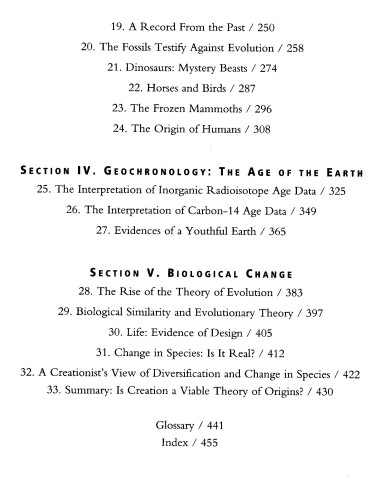 19. A Record From the Past / 250
20. The Fossils Testify Against Evolution / 258
21. Dinosaurs: Mystery Beasts / 274
22. Horses and Birds / 287
23. The Frozen Mammoths / 296
24. The Origin of Humans / 308
SECTION IV. GEOCHRONOLOGY: THE AGE OF THE EARTH
25. The Interpretation of Inorganic Radioisotope Age Data / 325
26. The Interpretation of Carbon-14 Age Data / 349
27. Evidences of a Youthful Earth / 365
SECTION V. BIOLOGICAL CHANGE
28. The Rise of the Theory of Evolution / 383
29. Biological Similarity and Evolutionary Theory / 397
30. Life: Evidence of Design / 405
31. Change in Species: Is It Real? / 412
32. A Creationist's View of Diversification and Change in Species / 422
33. Summary: Is Creation a Viable Theory of Origins? / 430
Glossary / 441
Index / 455